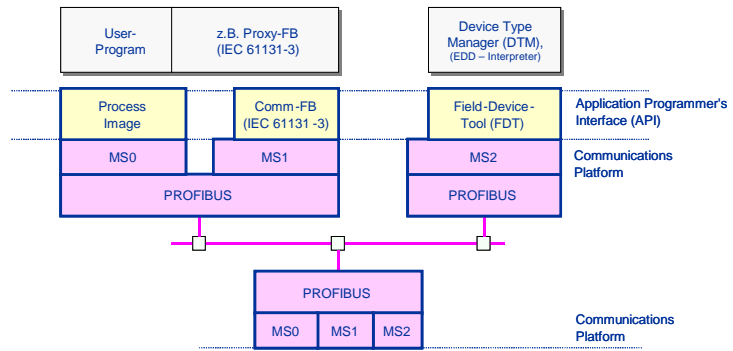 User-
Program
z.B. Proxy-FB
(IEC 61131-3)
Device Type
Manager (DTM),
(EDD – Interpreter)
Process
Image
Comm-FB
(IEC 61131 -3)
Field-Device-
Tool (FDT)
Application Programmer's
Interface (API)
MS0
MS1
MS2
Communications
Platform
PROFIBUS
PROFIBUS
PROFIBUS
MS0
MS1
MS2
Communications
Platform